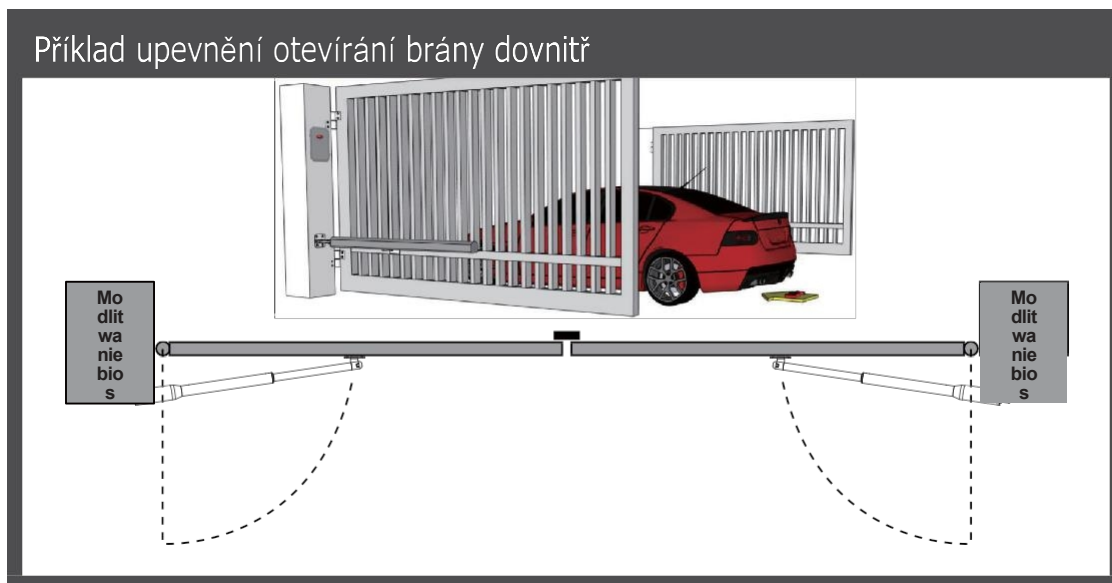 Příklad upevnění otevírání brány dovnitř
Mo
dlit
wa
nie
bio
s
Mo
dlit
wa
nie
bio
s